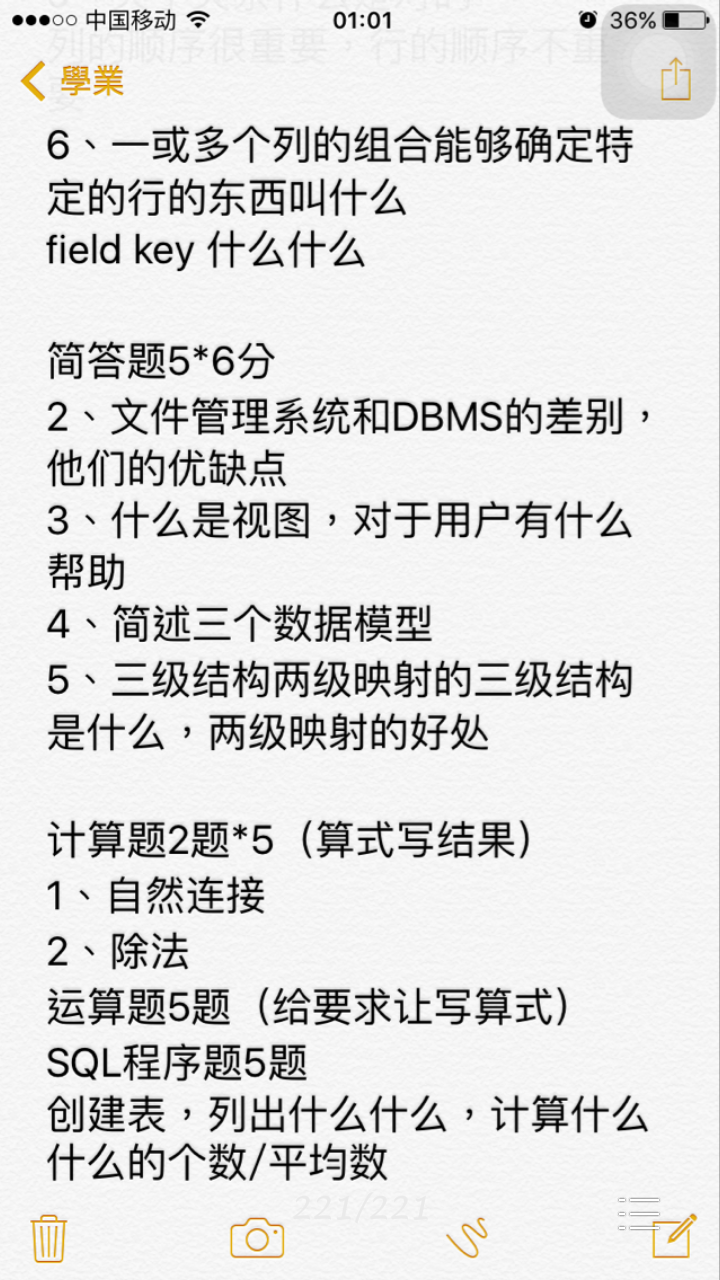 中国移动 01:01 36%
列的顺序很重要，行的顺序不重
要
學業
6、一或多个列的组合能够确定特
定的行的东西叫什么
field key 什么什么
简答题5*6分
2、文件管理系统和DBMS的差别，
他们的优缺点
3、什么是视图，对于用户有什么
帮助
4、简述三个数据模型
5、三级结构两级映射的三级结构
是什么，两级映射的好处
计算题2题*5（算式写结果）
1、自然连接
2、除法
运算题5题（给要求让写算式）
SQL程序题5题
创建表，列出什么什么，计算什么
什么的个数/平均数
221/221